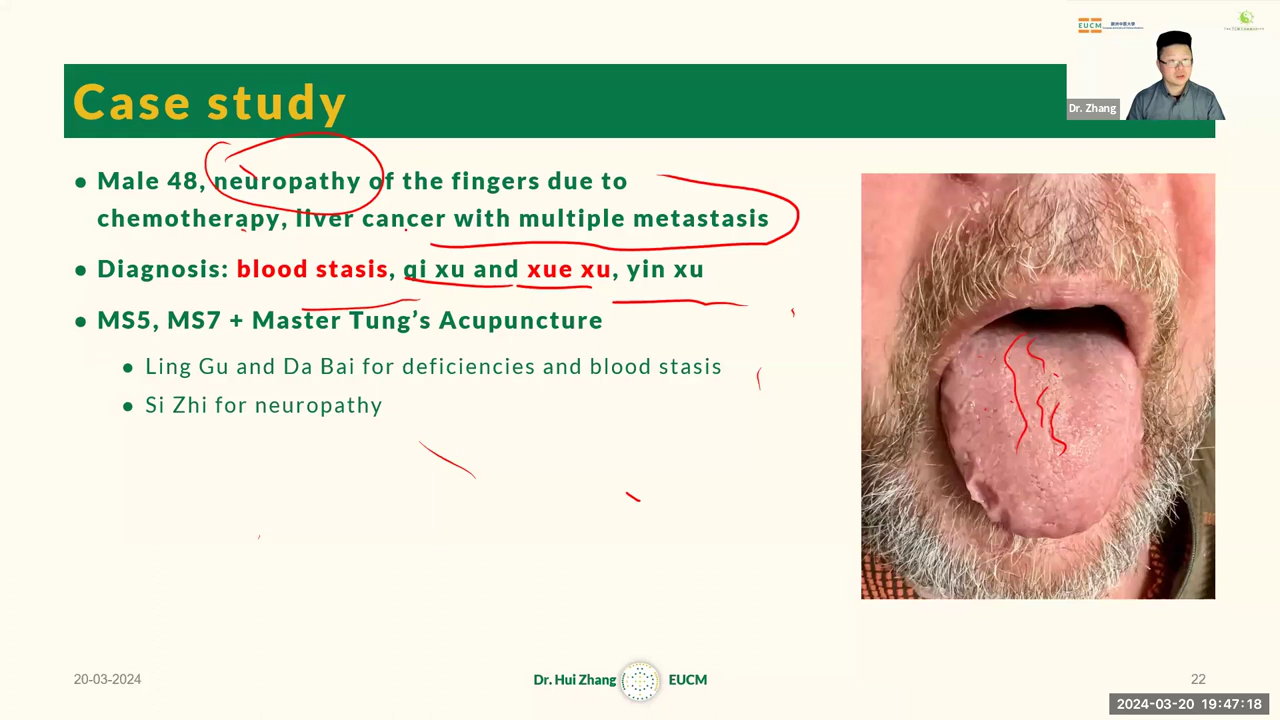 EUCM
Dr. Zhang
Case study
Male 48, neuropathy of the fingers due to
chemotherapy, liver cancer with multiple metastasis
Diagnosis: blood stasis, qi xu and xue xu, yin xu
MS5, MS7 + Master Tung’s Acupuncture
Ling Gu and Da Bai for deficiencies and blood stasis
Si Zhi for neuropathy
20-03-2024
Dr. Hui Zhang
EUCM
22
2024-03-20 19:47:18